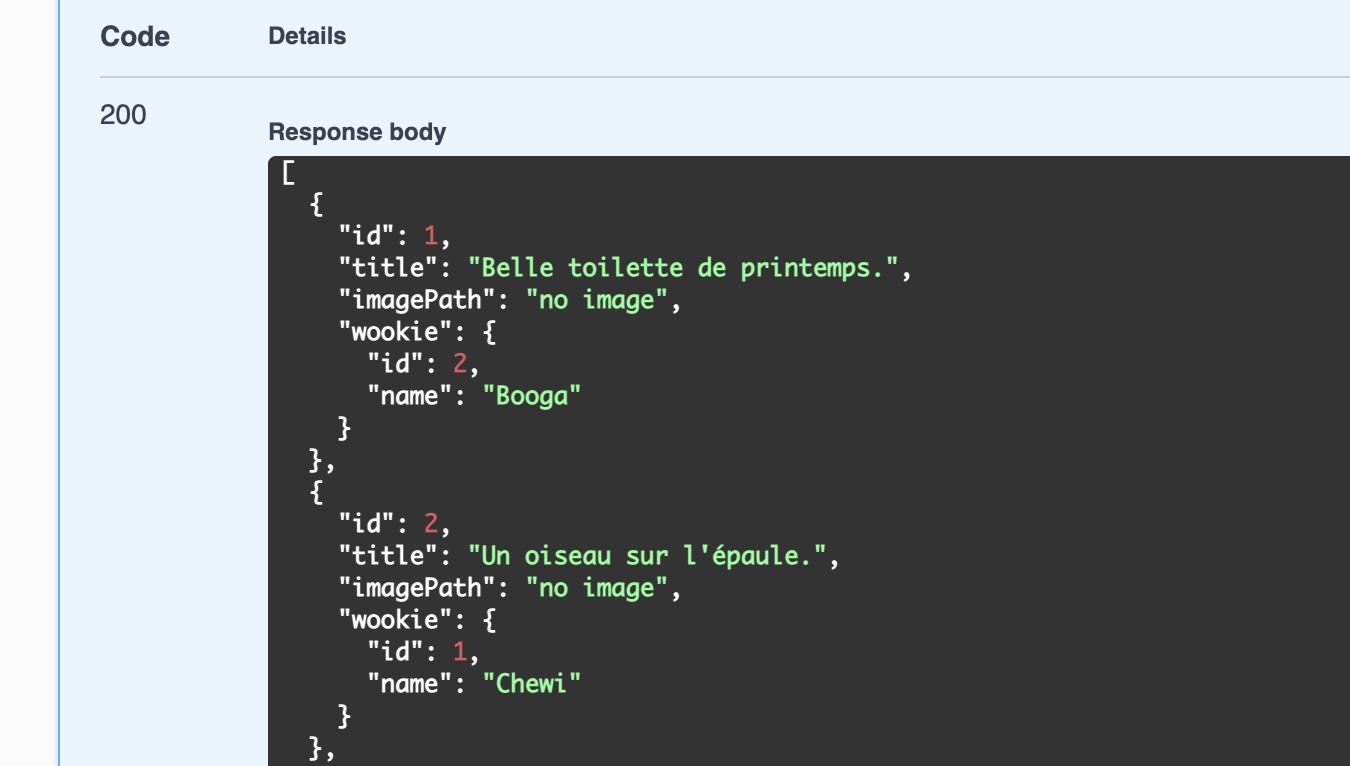 Code Details
200
Response body
[
  {
    "id": 1,
    "title": "Belle toilette de printemps.",
    "imagePath": "no image",
    "wookie": {
      "id": 2,
      "name": "Booga"
    }
  },
  {
    "id": 2,
    "title": "Un oiseau sur l'épaule.",
    "imagePath": "no image",
    "wookie": {
      "id": 1,
      "name": "Chewi"
    }
  },